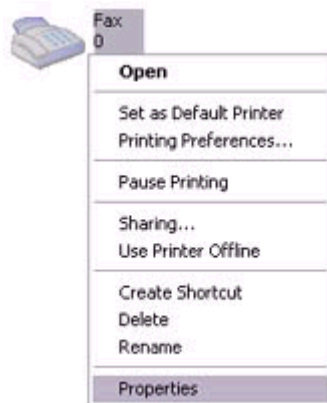 Fax
0
Open
Set as Default Printer
Printing Preferences...
Pause Printing
Sharing...
Use Printer Offline
Create Shortcut
Delete
Rename
Properties